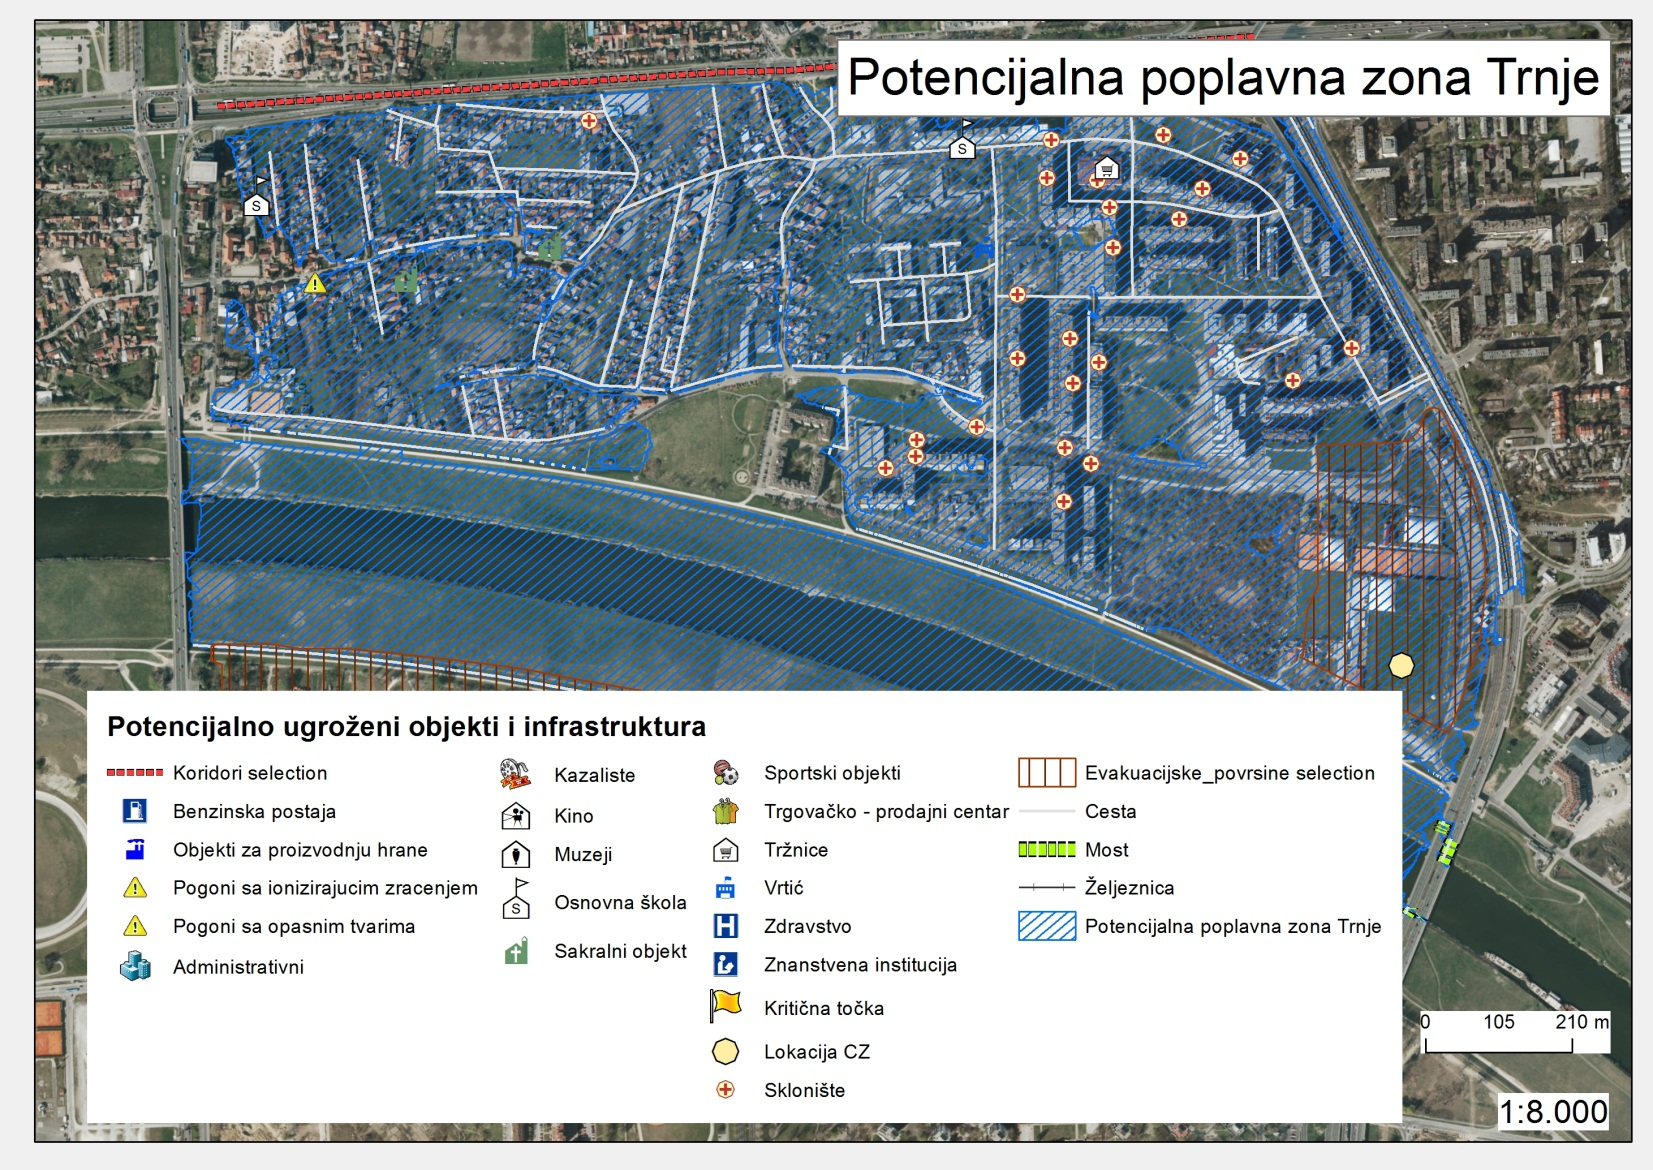 Potencijalna poplavna zona Trnje
S
S
Potencijalno ugroženi objekti i infrastruktura
Koridori selection
Benzinska postaja
Objekti za proizvodnju hrane
Pogoni sa ionizirajucim zracenjem
Pogoni sa opasnim tvarima
Administrativni
Kazaliste
Kino
Muzeji
S
Osnovna škola
Sakralni objekt
Sportski objekti
Trgovačko - prodajni centar
Tržnice
Vrtić
H
Zdravstvo
Znanstvena institucija
Kritična točka
Lokacija CZ
Sklonište
Evakuacijske_povrsine selection
Cesta
Most
Željeznica
Potencijalna poplavna zona Trnje
0 105 210 m
1:8.000